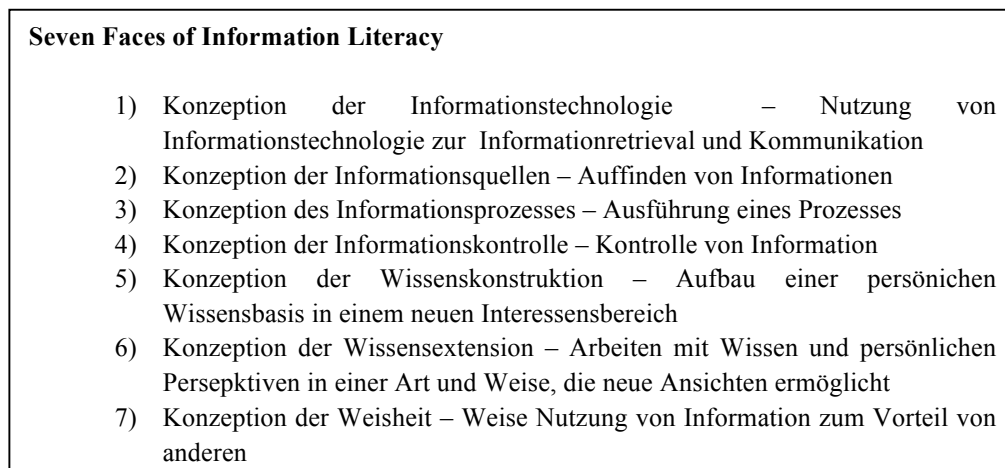 Seven Faces of Information Literacy
1) Konzeption der Informationstechnologie – Nutzung von
Informationstechnologie zur Informationretrieval und Kommunikation
2) Konzeption der Informationsquellen – Auffinden von Informationen
3) Konzeption des Informationsprozesses – Ausführung eines Prozesses
4) Konzeption der Informationskontrolle – Kontrolle von Information
5) Konzeption der Wissenskonstruktion – Aufbau einer persönichen
Wissensbasis in einem neuen Interessensbereich
6) Konzeption der Wissensextension – Arbeiten mit Wissen und persönlichen
Persepktiven in einer Art und Weise, die neue Ansichten ermöglicht
7) Konzeption der Weisheit – Weise Nutzung von Information zum Vorteil von
anderen